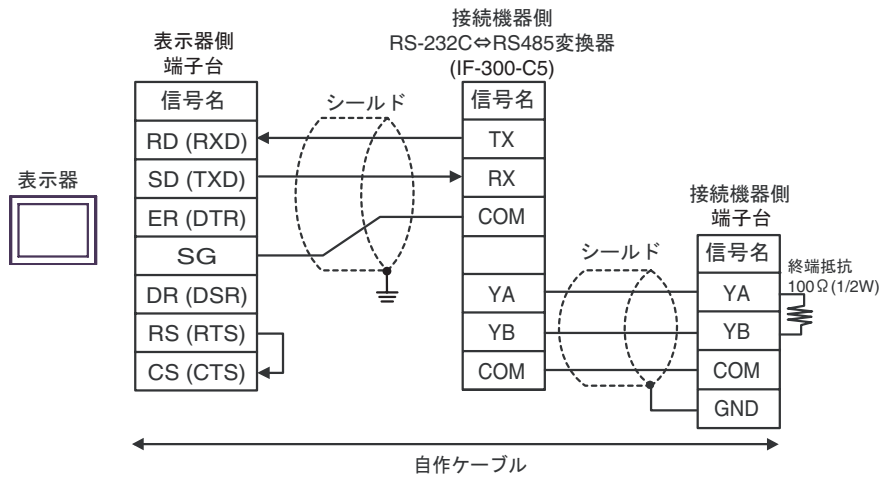 表示器
表示器側
端子台
信号名
RD (RXD)
SD (TXD)
ER (DTR)
SG
DR (DSR)
RS (RTS)
CS (CTS)
シールド
接続機器側
RS-232C⇔RS485変換器
(IF-300-C5)
信号名
TX
RX
COM
YA
YB
COM
シールド
接続機器側
端子台
信号名
YA
YB
COM
GND
終端抵抗
100Ω(1/2W)
自作ケーブル